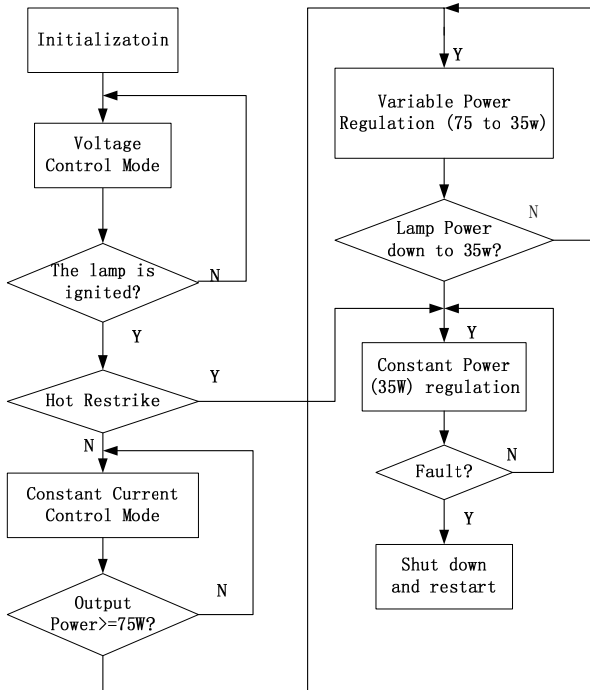 Initializatoin
Voltage
Control Mode
The lamp is
ignited?
N
Y
Hot Restrike
Y
N
Constant Current
Control Mode
N
Output
Power>=75W?
Y
Variable Power
Regulation (75 to 35w)
N
Lamp Power
down to 35w?
Y
Constant Power
(35W) regulation
N
Fault?
Y
Shut down
and restart